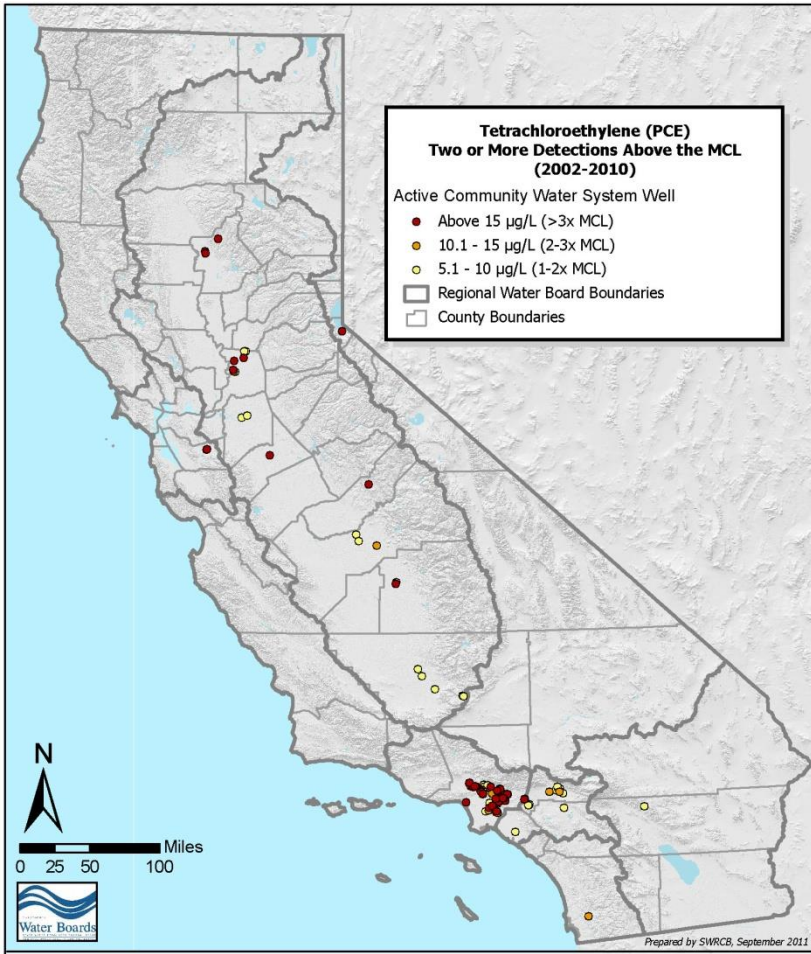 Tetrachloroethylene (PCE)
Two or More Detections Above the MCL
(2002-2010)
Active Community Water System Well
Above 15 µg/L (>3x MCL)
10.1 - 15 µg/L (2-3x MCL)
5.1 - 10 µg/L (1-2x MCL)
Regional Water Board Boundaries
County Boundaries
N
Miles
0 25 50 100
Water Boards
Prepared by SWRCB, September 2011